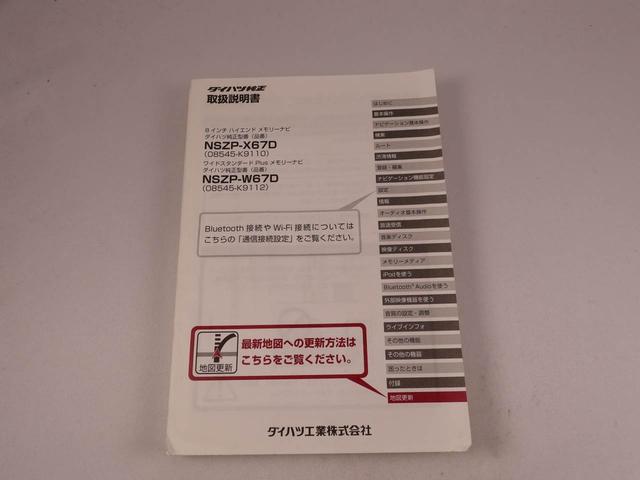 ダイハツ純正
取扱説明書
8インチ ハイエンド メモリーナビ
ダイハツ純正型番(品番)
NSZP-X67D
(08545-K9110)
ワイドスタンダード Plus メモリーナビ
ダイハツ純正型番(品番)
NSZP-W67D
(08545-K9112)
Bluetooth 接続や Wi-Fi 接続については
こちらの「通信接続設定」をご覧ください。
最新地図への更新方法は
こちらをご覧ください。
地図更新
ダイハツ工業株式会社
はじめに
基本操作
ナビゲーション基本操作
検索
ルート
渋滞情報
登録・編集
ナビゲーション機能設定
設定
情報
オーディオ基本操作
放送受信
音楽ディスク
映像ディスク
メモリーメディア
iPodを使う
Bluetooth® Audioを使う
外部映像機器を使う
音質の設定・調整
ライブインフォ
その他の機能
その他の機器
困ったときは
付録
地図更新